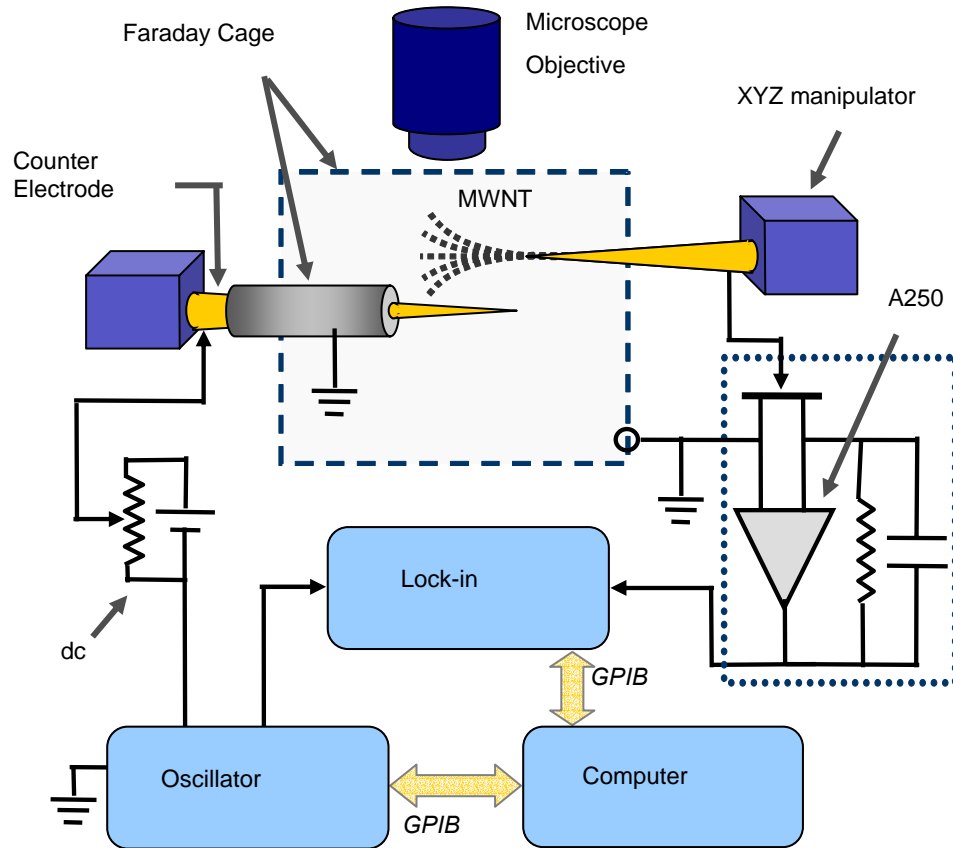 Microscope
Objective
Faraday Cage
XYZ manipulator
Counter
Electrode
MWNT
A250
Lock-in
dc
GPIB
Oscillator
Computer
GPIB